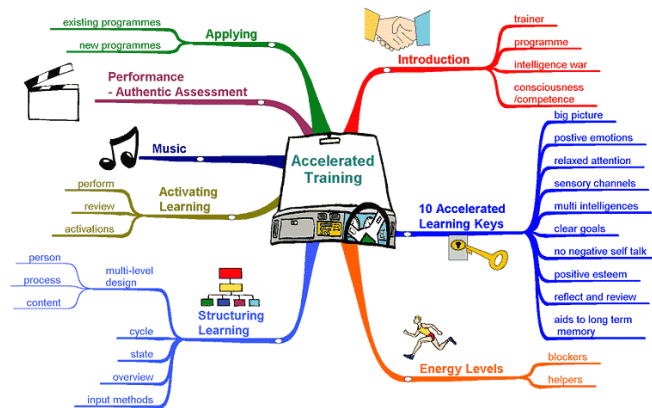 Accelerated
Training
Introduction
trainer
programme
intelligence war
consciousness
/competence
10 Accelerated
Learning Keys
big picture
postive emotions
relaxed attention
sensory channels
multi intelligences
clear goals
no negative self talk
positive esteem
reflect and review
aids to long term
memory
Energy Levels
blockers
helpers
Structuring
Learning
multi-level
design
person
process
content
cycle
state
overview
input methods
Activating
Learning
perform
review
activations
Music
Performance
- Authentic Assessment
Applying
existing programmes
new programmes